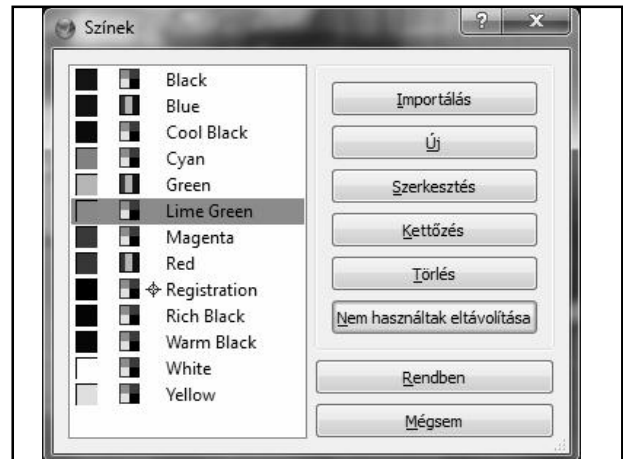 Színek
Black
Blue
Cool Black
Cyan
Green
Lime Green
Magenta
Red
Registration
Rich Black
Warm Black
White
Yellow
Importálás
Új
Szerkesztés
Kettőzés
Törlés
Nem használtak eltávolítása
Rendben
Mégsem